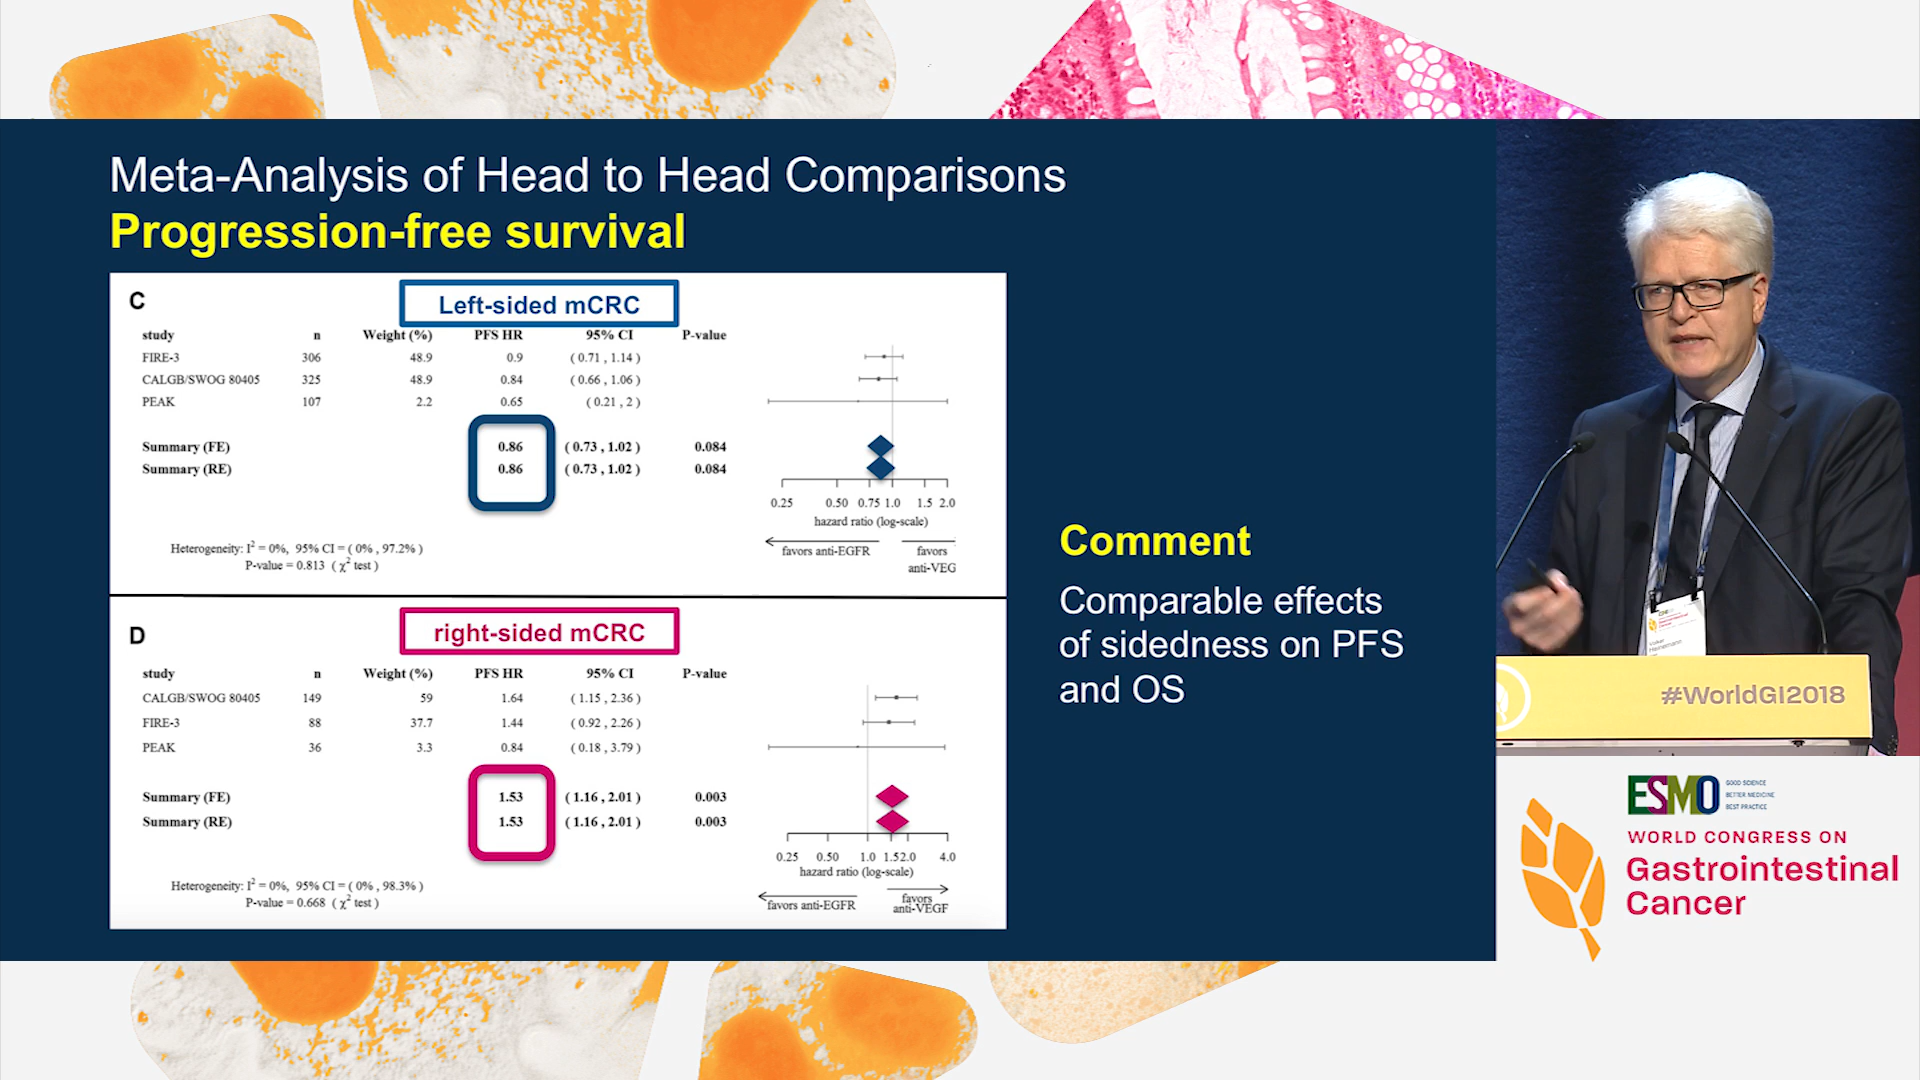 Meta-Analysis of Head to Head Comparisons
Progression-free survival
C
Left-sided mCRC
study n Weight (%) PFS HR 95% CI P-value
FIRE-3 306 48.9 0.9 ( 0.71 , 1.14 )
CALGB/SWOG 80405 325 48.9 0.84 ( 0.66 , 1.06 )
PEAK 107 2.2 0.65 ( 0.21 , 2 )
Summary (FE) 0.86 ( 0.73 , 1.02 ) 0.084
Summary (RE) 0.86 ( 0.73 , 1.02 ) 0.084
0.25 0.50 0.75 1.0 1.5 2.0
hazard ratio (log-scale)
favors anti-EGFR favors
anti-VEG
Heterogeneity: I² = 0%, 95% CI = ( 0% , 97.2% )
P-value = 0.813 ( χ² test )
D
right-sided mCRC
study n Weight (%) PFS HR 95% CI P-value
CALGB/SWOG 80405 149 59 1.64 ( 1.15 , 2.36 )
FIRE-3 88 37.7 1.44 ( 0.92 , 2.26 )
PEAK 36 3.3 0.84 ( 0.18 , 3.79 )
Summary (FE) 1.53 ( 1.16 , 2.01 ) 0.003
Summary (RE) 1.53 ( 1.16 , 2.01 ) 0.003
0.25 0.50 1.0 1.5 2.0 4.0
hazard ratio (log-scale)
favors anti-EGFR favors
anti-VEGF
Heterogeneity: I² = 0%, 95% CI = ( 0% , 98.3% )
P-value = 0.668 ( χ² test )
Comment
Comparable effects
of sidedness on PFS
and OS
#WorldGI2018
ESMO
GOOD SCIENCE
BETTER MEDICINE
BEST PRACTICE
WORLD CONGRESS ON
Gastrointestinal
Cancer